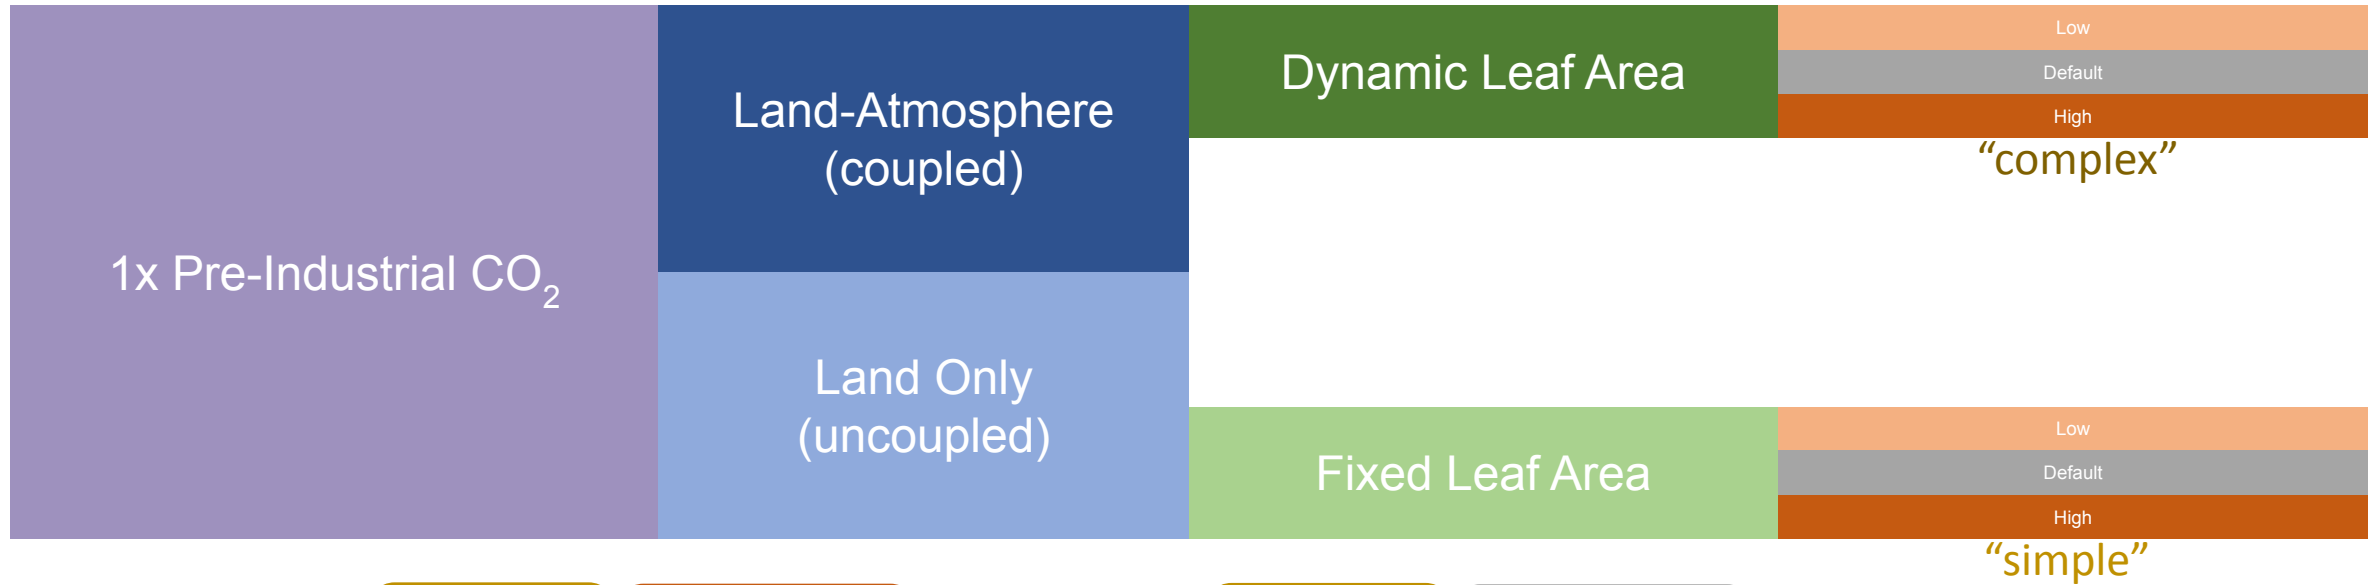 1x Pre-Industrial CO₂
Land-Atmosphere
(coupled)
Land Only
(uncoupled)
Dynamic Leaf Area
Low
Default
High
“complex”
Fixed Leaf Area
Low
Default
High
“simple”